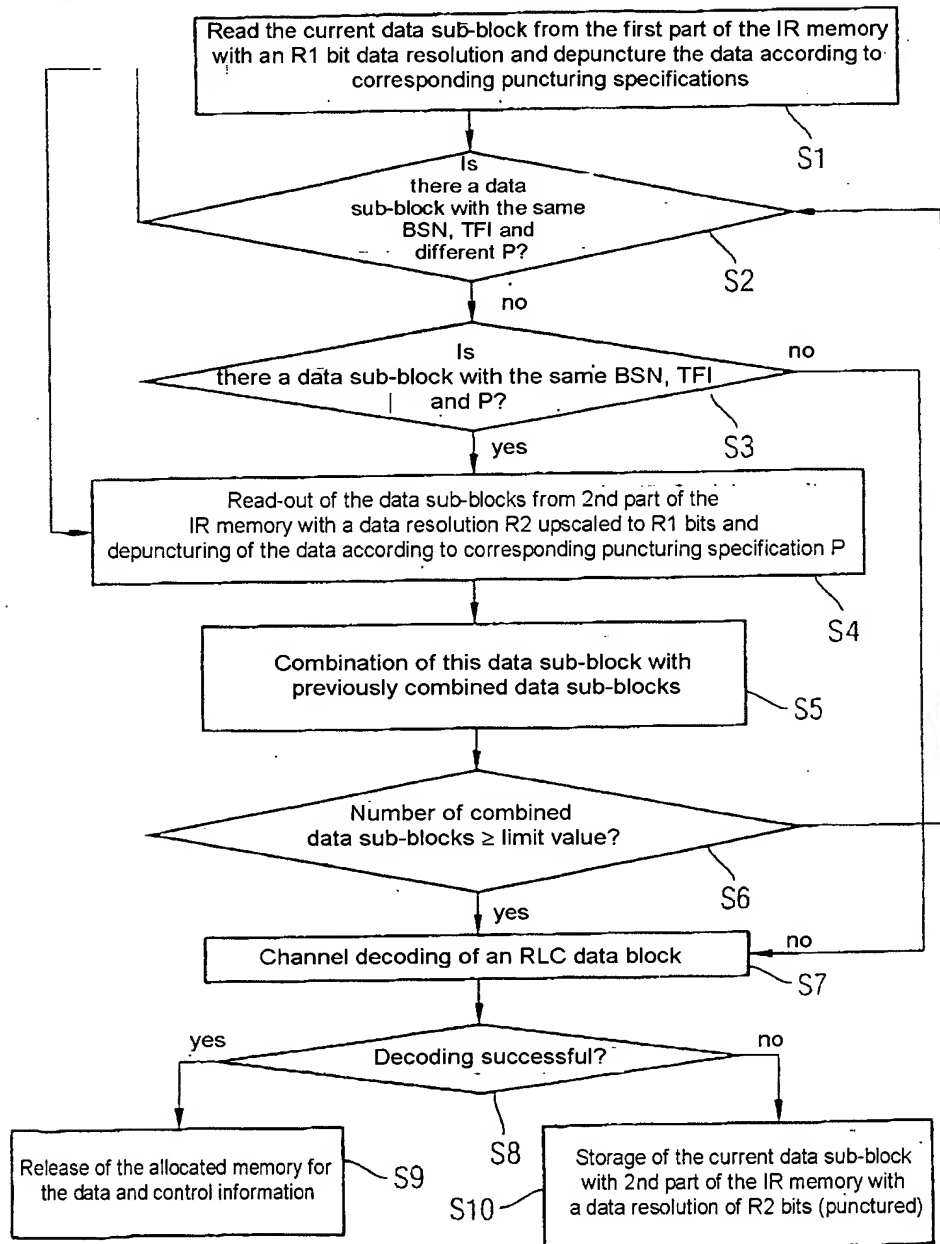 Read the current data sub-block from the first part of the IR memory
with an R1 bit data resolution and depuncture the data according to
corresponding puncturing specifications
S1
Is
there a data
sub-block with the same
BSN, TFI and
different P?
S2
no
Is
there a data sub-block with the same BSN, TFI
and P?
no
S3
yes
Read-out of the data sub-blocks from 2nd part of the
IR memory with a data resolution R2 upscaled to R1 bits and
depuncturing of the data according to corresponding puncturing specification P
S4
Combination of this data sub-block with
previously combined data sub-blocks
S5
Number of combined
data sub-blocks ≥ limit value?
S6
yes
Channel decoding of an RLC data block
no
S7
yes
Decoding successful?
no
S8
Release of the allocated memory for
the data and control information
S9
Storage of the current data sub-block
with 2nd part of the IR memory with
a data resolution of R2 bits (punctured)
S10